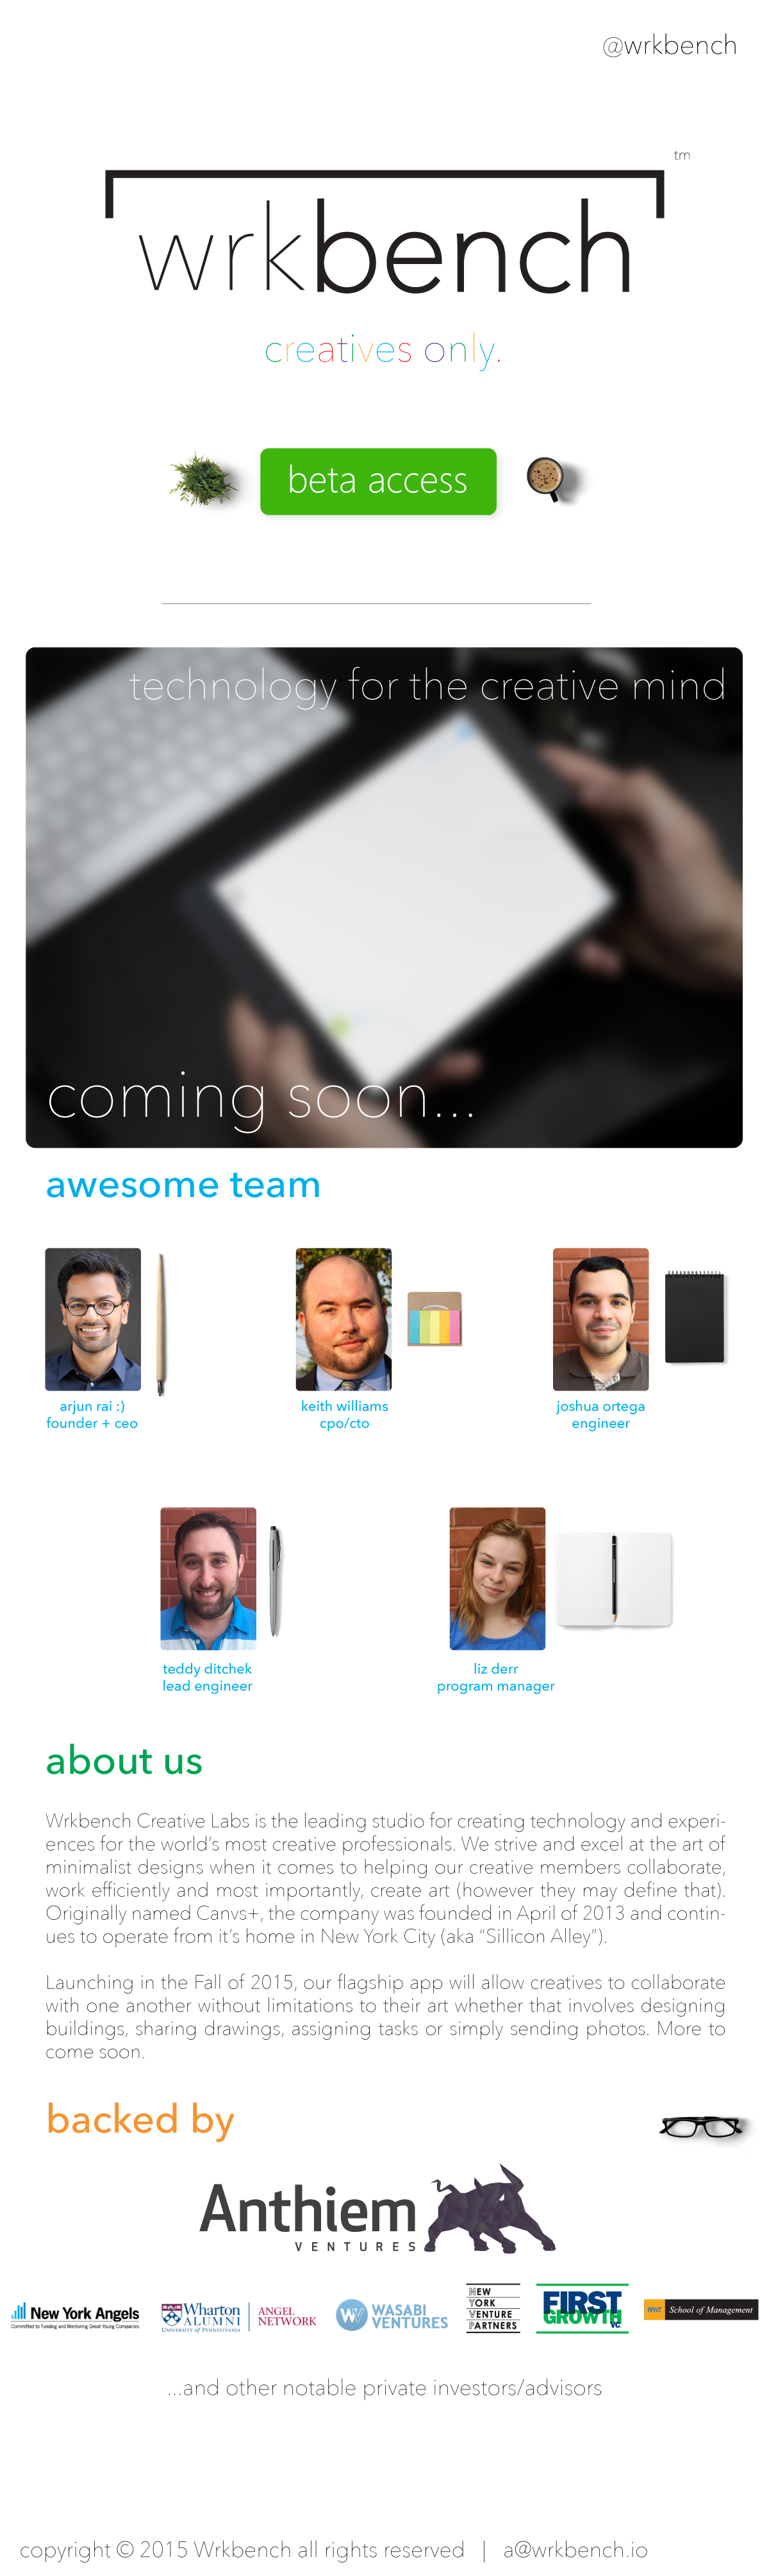 @wrkbench
tm
wrkbench
creatives only.
beta access
technology for the creative mind
coming soon...
awesome team
arjun rai :)
founder + ceo
keith williams
cpo/cto
joshua ortega
engineer
teddy ditchek
lead engineer
liz derr
program manager
about us
Wrkbench Creative Labs is the leading studio for creating technology and experi-
ences for the world's most creative professionals. We strive and excel at the art of
minimalist designs when it comes to helping our creative members collaborate,
work efficiently and most importantly, create art (however they may define that).
Originally named Canvs+, the company was founded in April of 2013 and contin-
ues to operate from it's home in New York City (aka “Sillicon Alley”).
Launching in the Fall of 2015, our flagship app will allow creatives to collaborate
with one another without limitations to their art whether that involves designing
buildings, sharing drawings, assigning tasks or simply sending photos. More to
come soon.
backed by
Anthiem
VENTURES
New York Angels
Committed to Funding and Mentoring Great Young Companies
Wharton
ALUMNI
UNIVERSITY of PENNSYLVANIA
ANGEL
NETWORK
W
WASABI
VENTURES
NEW
YORK
VENTURE
PARTNERS
FIRST
GROWTH
VC
NYIT School of Management
...and other notable private investors/advisors
copyright © 2015 Wrkbench all rights reserved | a@wrkbench.io